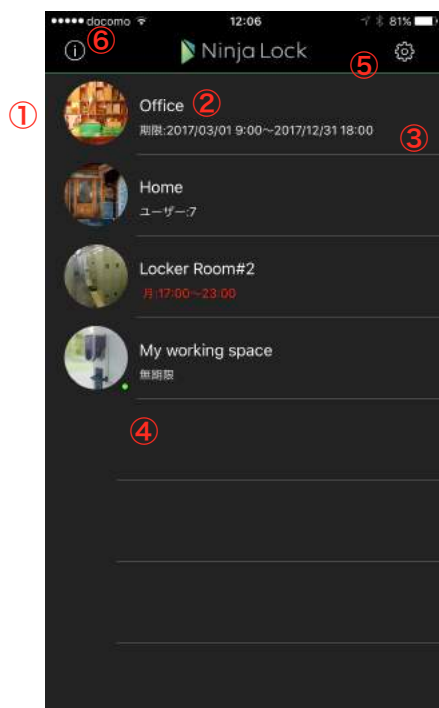 docomo 12:06 81%
⑥
Ninja Lock
⑤
①
Office ②
期限:2017/03/01 9:00～2017/12/31 18:00
③
Home
ユーザー:7
Locker Room#2
月:17:00～23:00
My working space
無期限
④